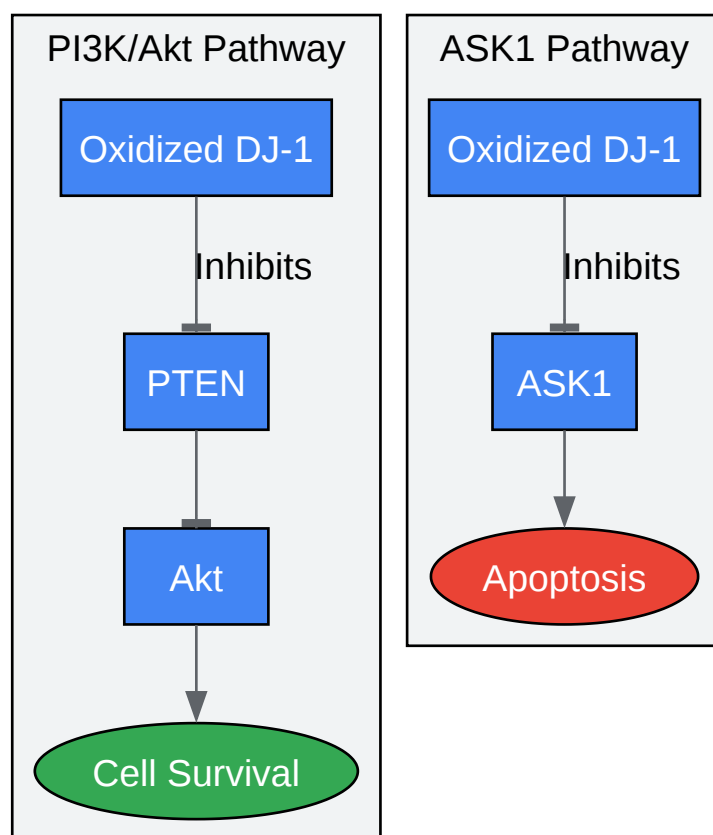 PI3K/Akt Pathway
Oxidized DJ-1
Inhibits
PTEN
Akt
Cell Survival
ASK1 Pathway
Oxidized DJ-1
Inhibits
ASK1
Apoptosis